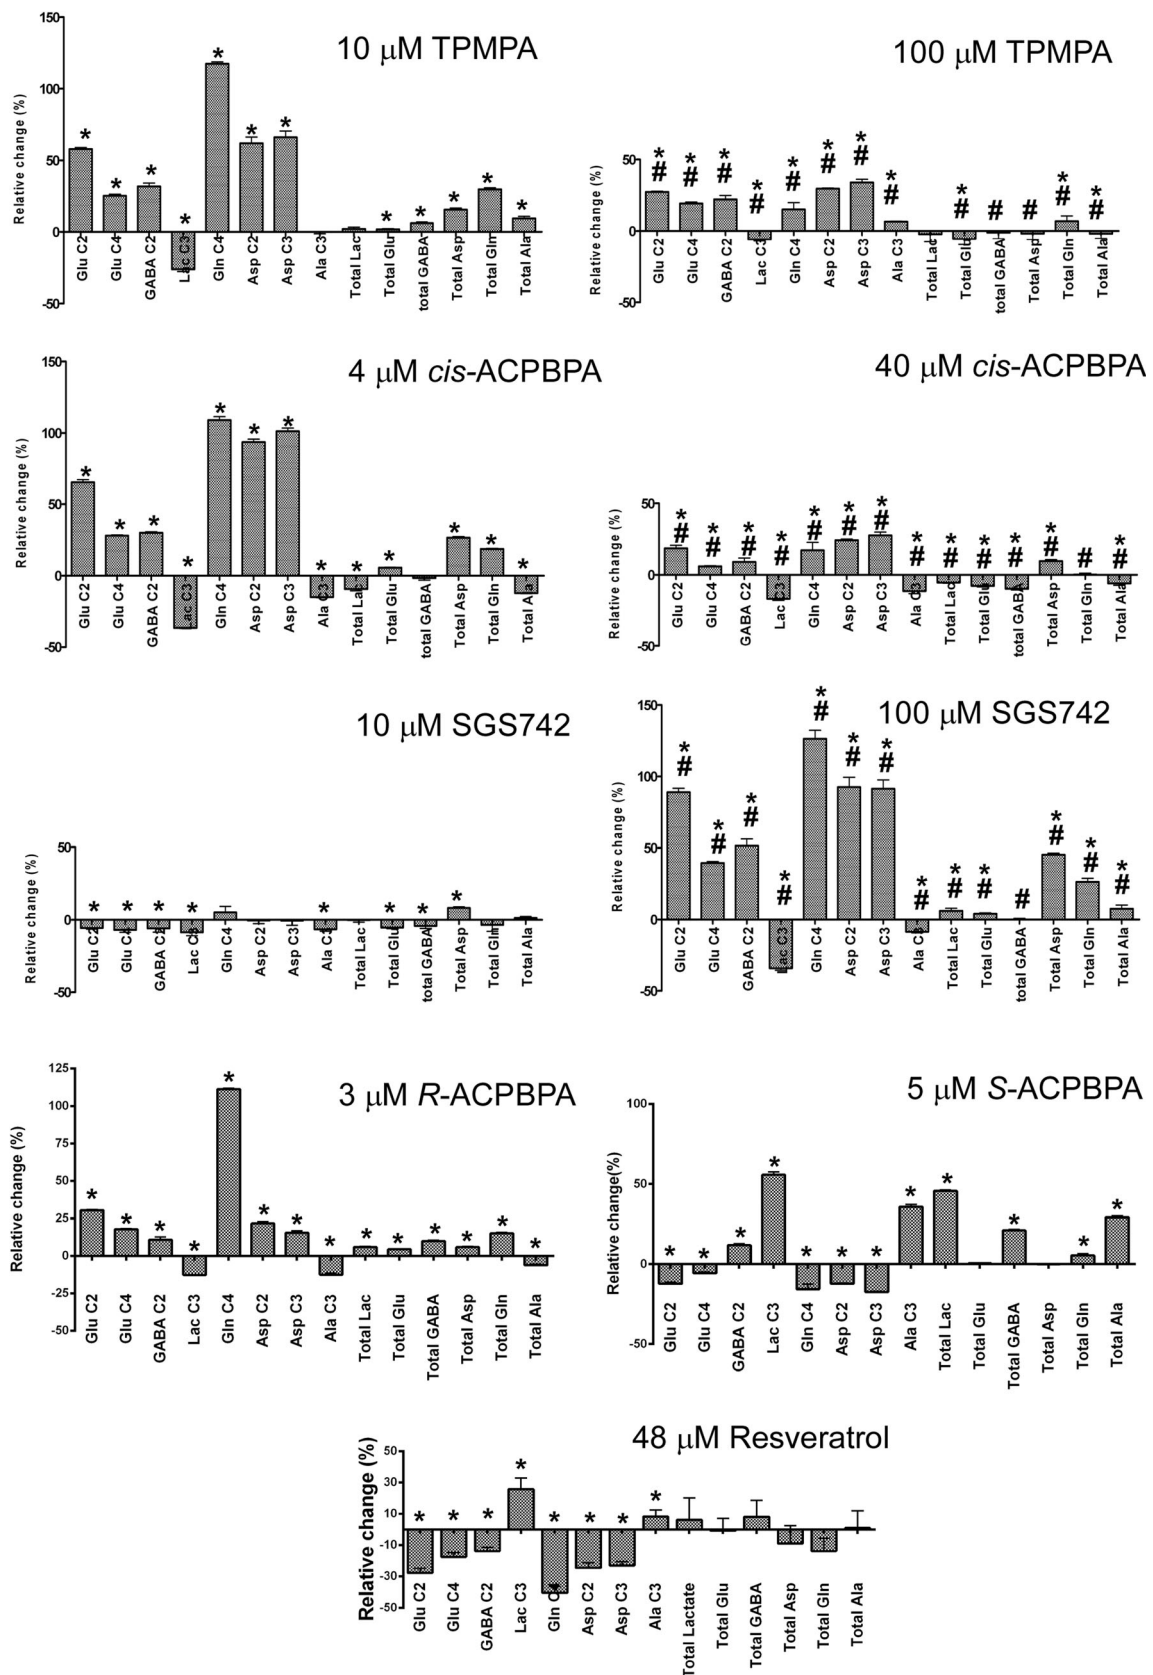 10 μM TPMPA
Relative change (%)
150
100
50
0
-50
* * * * * * * * * * * *
Glu C2
Glu C4
GABA C2
Lac C3
Gln C4
Asp C2
Asp C3
Ala C3
Total Lac
Total Glu
total GABA
Total Asp
Total Gln
Total Ala
100 μM TPMPA
Relative change (%)
50
0
-50
* * * * * * * * * * *
# # # # # # # # # # # # #
Glu C2
Glu C4
GABA C2
Lac C3
Gln C4
Asp C2
Asp C3
Ala C3
Total Lac
Total Glu
total GABA
Total Asp
Total Gln
Total Ala
4 μM cis-ACPBPA
Relative change (%)
150
100
50
0
-50
* * * * * * * * * * * * *
Glu C2
Glu C4
GABA C2
Lac C3
Gln C4
Asp C2
Asp C3
Ala C3
Total Lac
Total Glu
total GABA
Total Asp
Total Gln
Total Ala
40 μM cis-ACPBPA
Relative change (%)
50
0
-50
* * * * * * * * * * * * *
# # # # # # # # # # # # # #
Glu C2
Glu C4
GABA C2
Lac C3
Gln C4
Asp C2
Asp C3
Ala C3
Total Lac
Total Glu
total GABA
Total Asp
Total Gln
Total Ala
10 μM SGS742
Relative change (%)
50
0
-50
* * * * * * * *
Glu C2
Glu C4
GABA C2
Lac C3
Gln C4
Asp C2
Asp C3
Ala C3
Total Lac
Total Glu
total GABA
Total Asp
Total Gln
Total Ala
100 μM SGS742
Relative change (%)
150
100
50
0
-50
* * * * * * * * * * * * *
# # # # # # # # # # # # # #
Glu C2
Glu C4
GABA C2
Lac C3
Gln C4
Asp C2
Asp C3
Ala C3
Total Lac
Total Glu
total GABA
Total Asp
Total Gln
Total Ala
3 μM R-ACPBPA
Relative change (%)
125
100
75
50
25
0
-25
-50
* * * * * * * * * * * * * *
Glu C2
Glu C4
GABA C2
Lac C3
Gln C4
Asp C2
Asp C3
Ala C3
Total Lac
Total Glu
Total GABA
Total Asp
Total Gln
Total Ala
5 μM S-ACPBPA
Relative change(%)
100
50
0
-50
* * * * * * * * * * * *
Glu C2
Glu C4
GABA C2
Lac C3
Gln C4
Asp C2
Asp C3
Ala C3
Total Lac
Total Glu
Total GABA
Total Asp
Total Gln
Total Ala
48 μM Resveratrol
Relative change (%)
50
30
10
-10
-30
-50
* * * * * * * *
Glu C2
Glu C4
GABA C2
Lac C3
Gln C4
Asp C2
Asp C3
Ala C3
Total Lactate
Total Glu
Total GABA
Total Asp
Total Gln
Total Ala